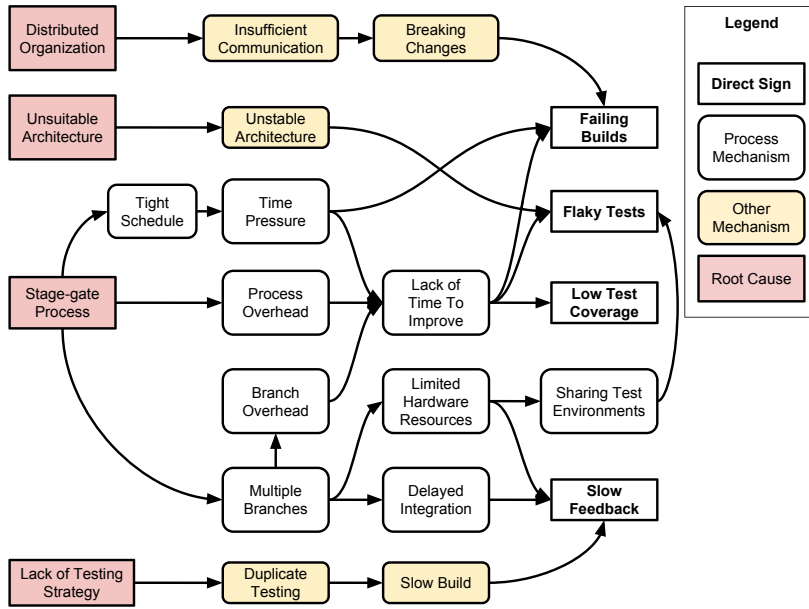 Distributed
Organization
Insufficient
Communication
Breaking
Changes
Unsuitable
Architecture
Unstable
Architecture
Failing
Builds
Tight
Schedule
Time
Pressure
Flaky Tests
Stage-gate
Process
Process
Overhead
Lack of
Time To
Improve
Low Test
Coverage
Branch
Overhead
Limited
Hardware
Resources
Sharing Test
Environments
Multiple
Branches
Delayed
Integration
Slow
Feedback
Lack of Testing
Strategy
Duplicate
Testing
Slow Build
Legend
Direct Sign
Process
Mechanism
Other
Mechanism
Root Cause